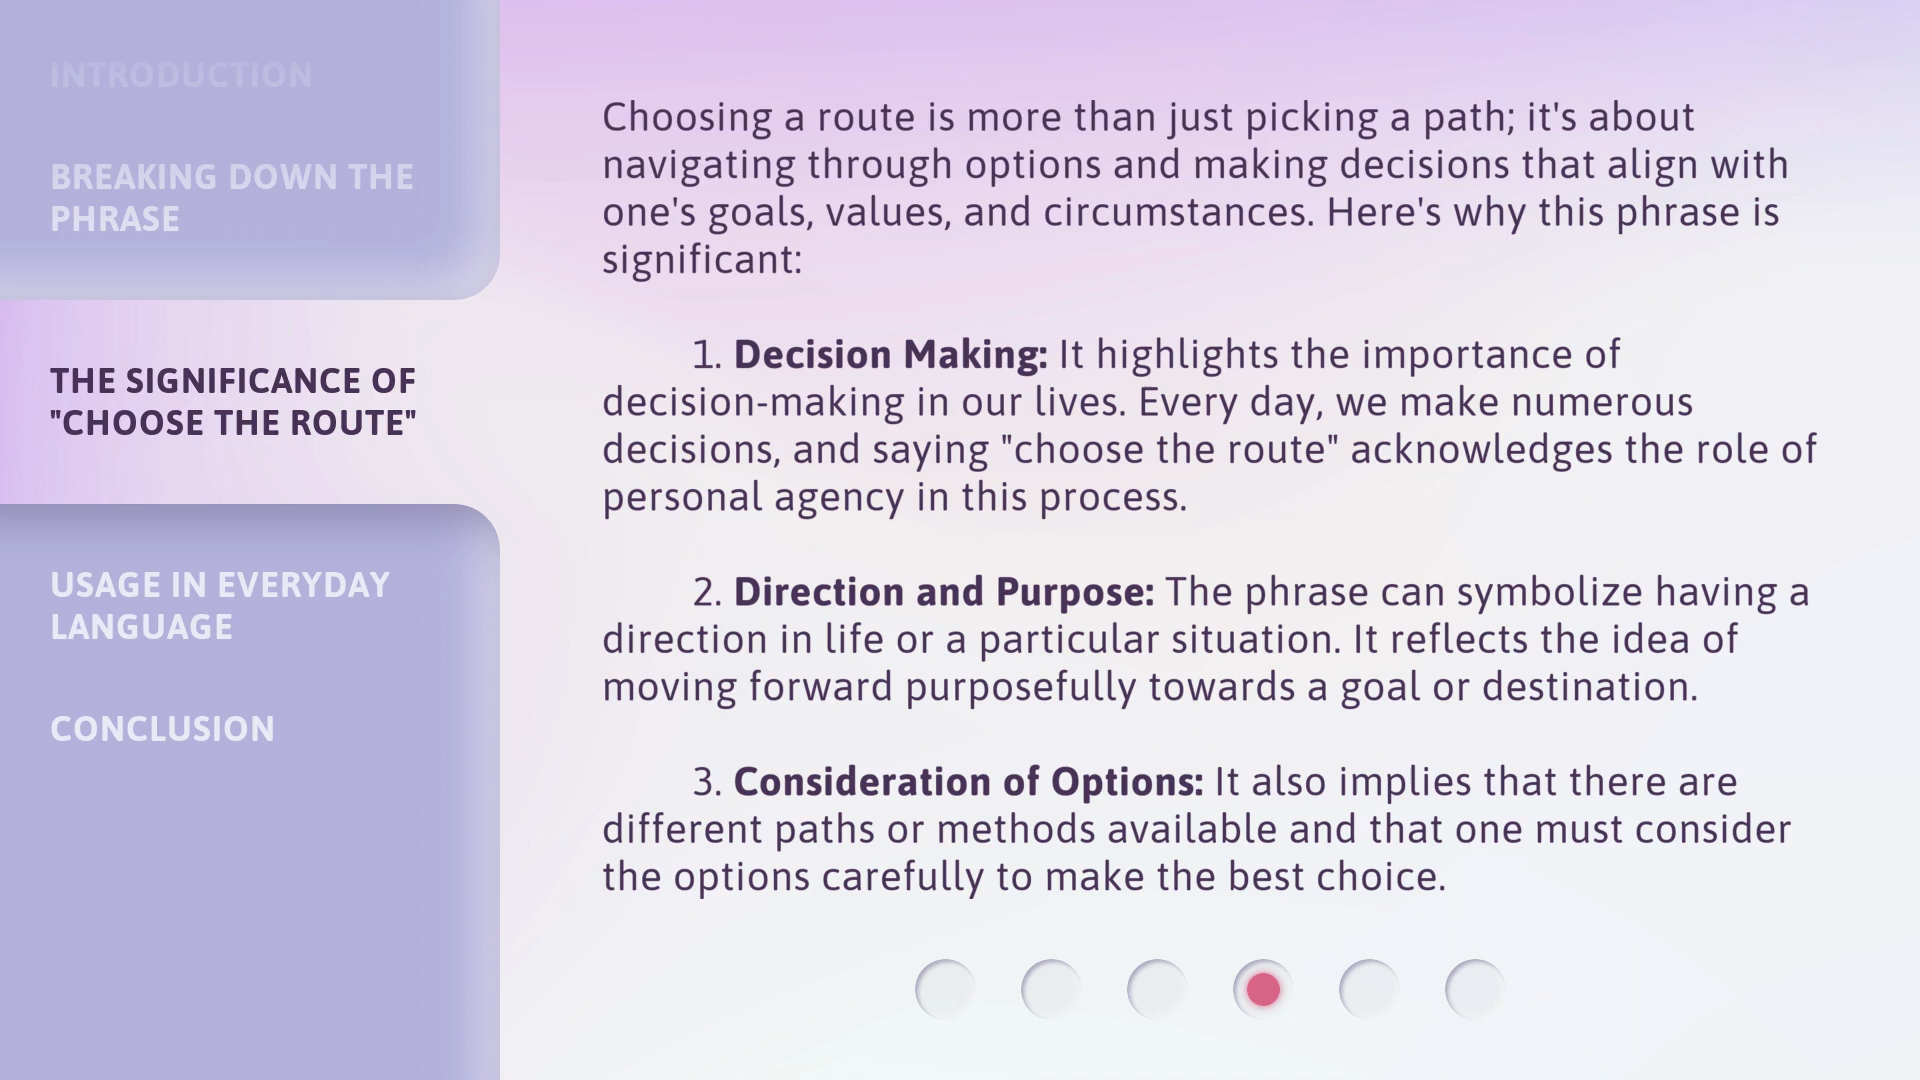 INTRODUCTION
BREAKING DOWN THE
PHRASE
THE SIGNIFICANCE OF
"CHOOSE THE ROUTE"
USAGE IN EVERYDAY
LANGUAGE
CONCLUSION
Choosing a route is more than just picking a path; it's about
navigating through options and making decisions that align with
one's goals, values, and circumstances. Here's why this phrase is
significant:
1. Decision Making: It highlights the importance of
decision-making in our lives. Every day, we make numerous
decisions, and saying "choose the route" acknowledges the role of
personal agency in this process.
2. Direction and Purpose: The phrase can symbolize having a
direction in life or a particular situation. It reflects the idea of
moving forward purposefully towards a goal or destination.
3. Consideration of Options: It also implies that there are
different paths or methods available and that one must consider
the options carefully to make the best choice.